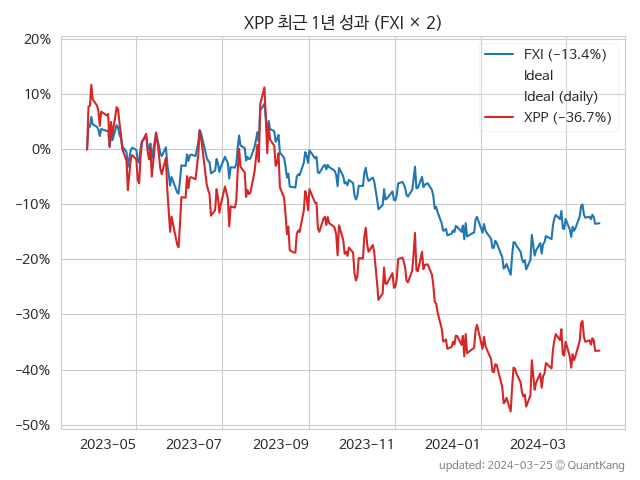 XPP 최근 1년 성과 (FXI × 2)
20%
10%
0%
−10%
−20%
−30%
−40%
−50%
FXI (−13.4%)
Ideal
Ideal (daily)
XPP (−36.7%)
2023−05
2023−07
2023−09
2023−11
2024−01
2024−03
updated: 2024-03-25 © QuantKang